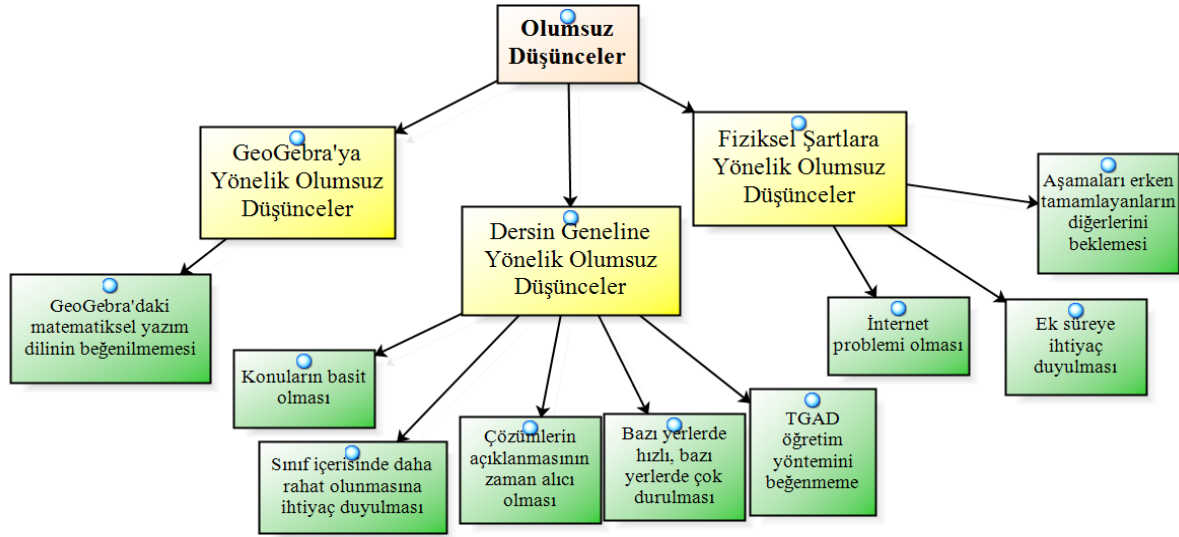 Olumsuz
Düşünceler
GeoGebra'ya
Yönelik Olumsuz
Düşünceler
Dersin Geneline
Yönelik Olumsuz
Düşünceler
Fiziksel Şartlara
Yönelik Olumsuz
Düşünceler
Aşamaları erken
tamamlayanların
diğerlerini
beklemesi
GeoGebra'daki
matematiksel yazım
dilinin beğenilmemesi
Konuların basit
olması
Sınıf içerisinde daha
rahat olunmasına
ihtiyaç duyulması
Çözümlerin
açıklanmasının
zaman alıcı
olması
Bazı yerlerde
hızlı, bazı
yerlerde çok
durulması
TGAD
öğretim
yöntemini
beğenmeme
İnternet
problemi olması
Ek süreye
ihtiyaç
duyulması